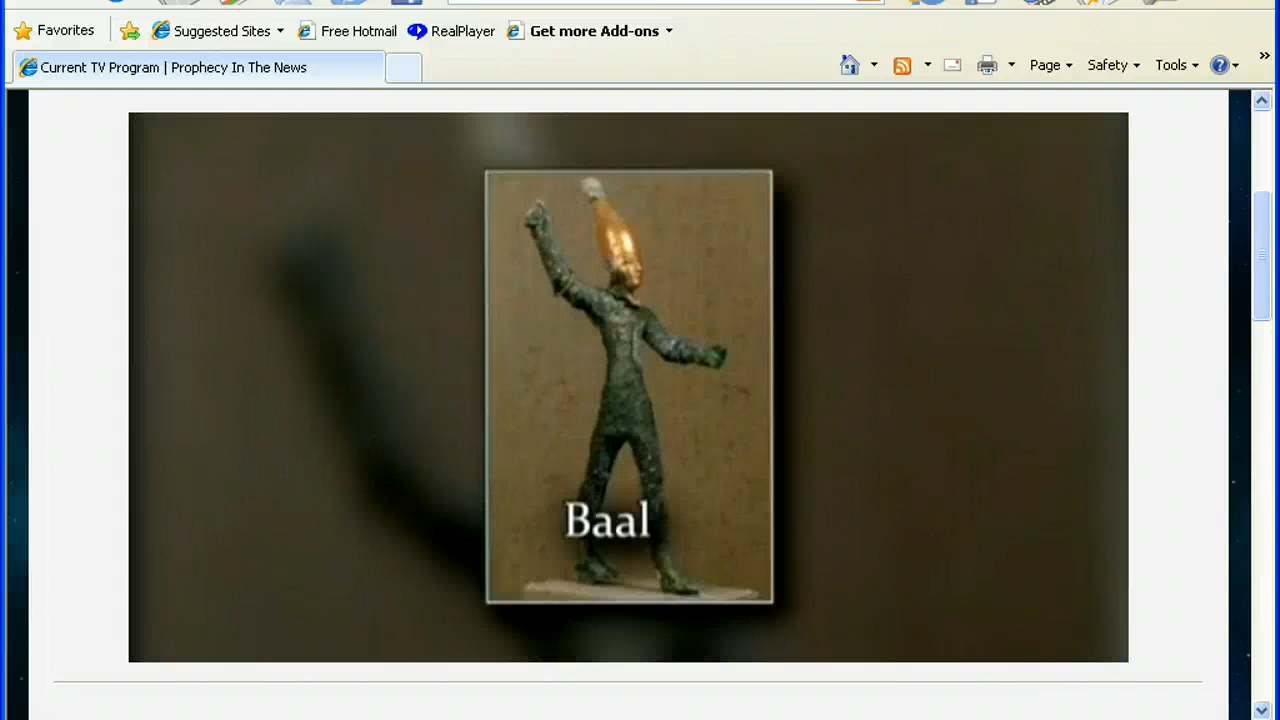 Favorites Suggested Sites Free Hotmail RealPlayer Get more Add-ons
Current TV Program | Prophecy In The News Page Safety Tools
Baal